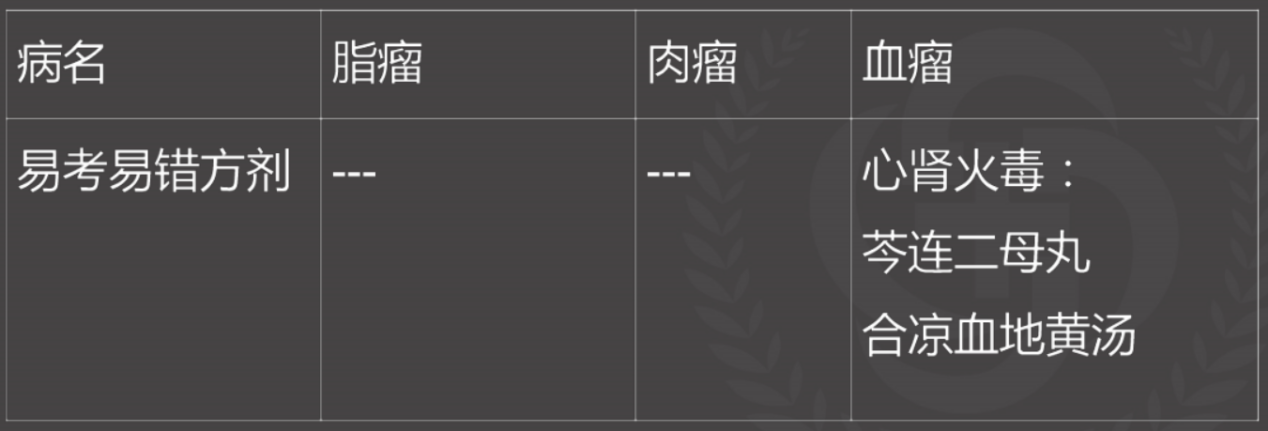 病名 脂瘤 肉瘤 血瘤
易考易错方剂 --- --- 心肾火毒：
芩连二母丸
合凉血地黄汤